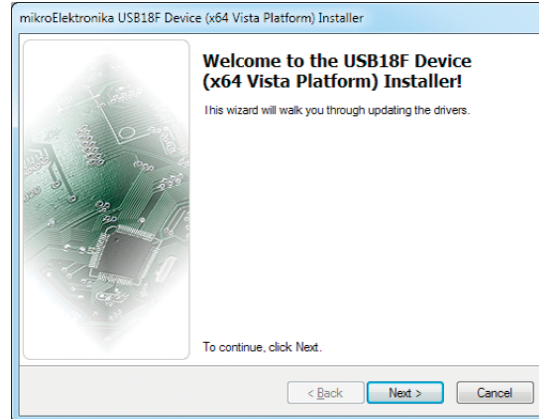 mikroElektronika USB18F Device (x64 Vista Platform) Installer
Welcome to the USB18F Device
(x64 Vista Platform) Installer!
This wizard will walk you through updating the drivers.
To continue, click Next.
< Back Next > Cancel